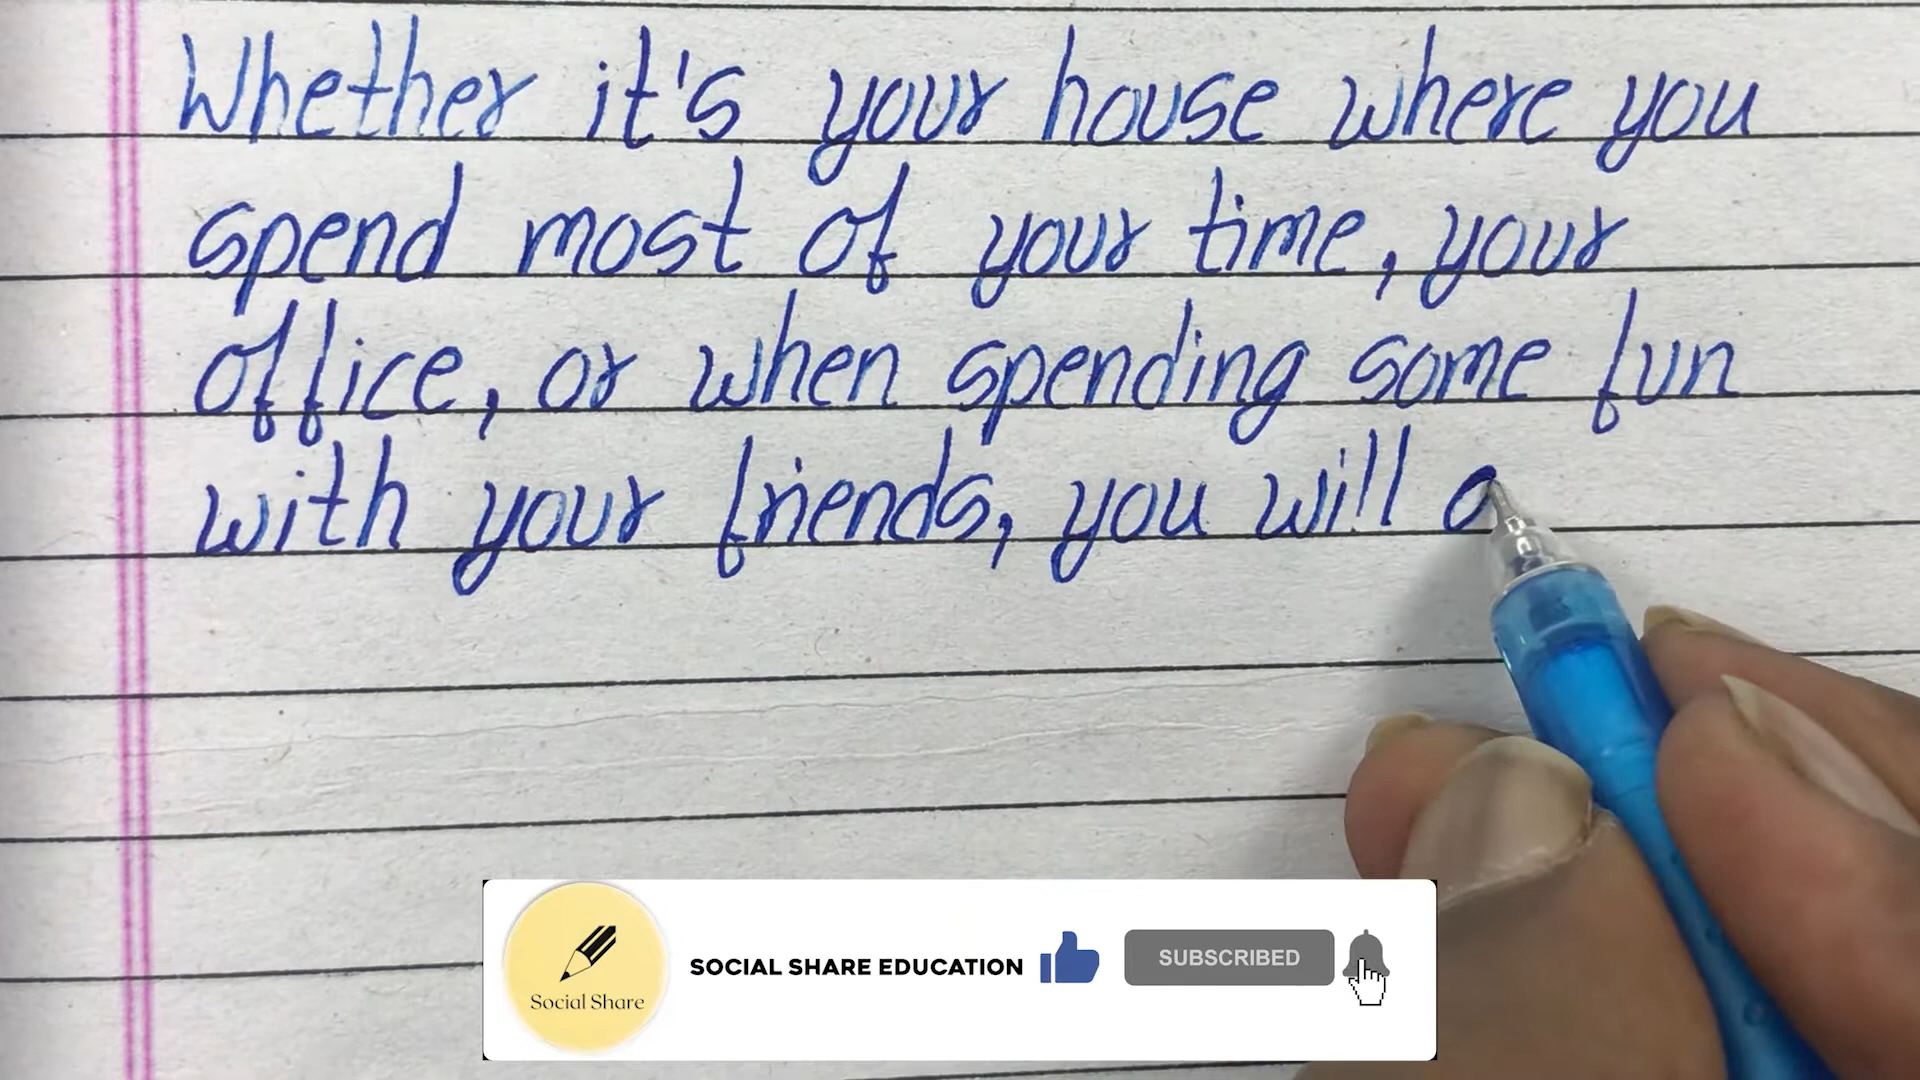 Whether it's your house where you
spend most of your time, your
office, or when spending some fun
with your friends, you will
Social Share
SOCIAL SHARE EDUCATION
SUBSCRIBED